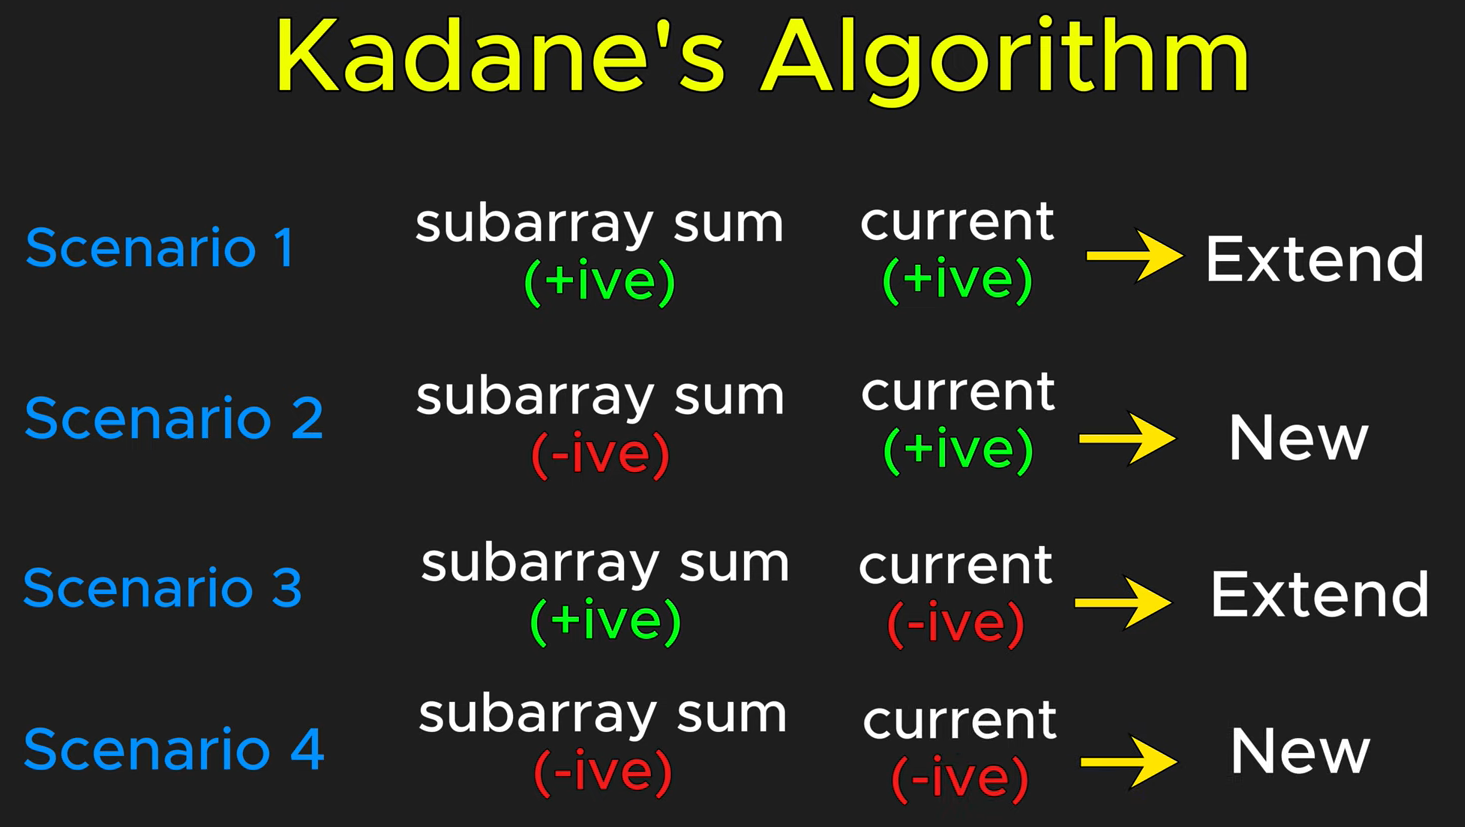 Kadane's Algorithm
Scenario 1 subarray sum (+ive) current (+ive) Extend
Scenario 2 subarray sum (-ive) current (+ive) New
Scenario 3 subarray sum (+ive) current (-ive) Extend
Scenario 4 subarray sum (-ive) current (-ive) New